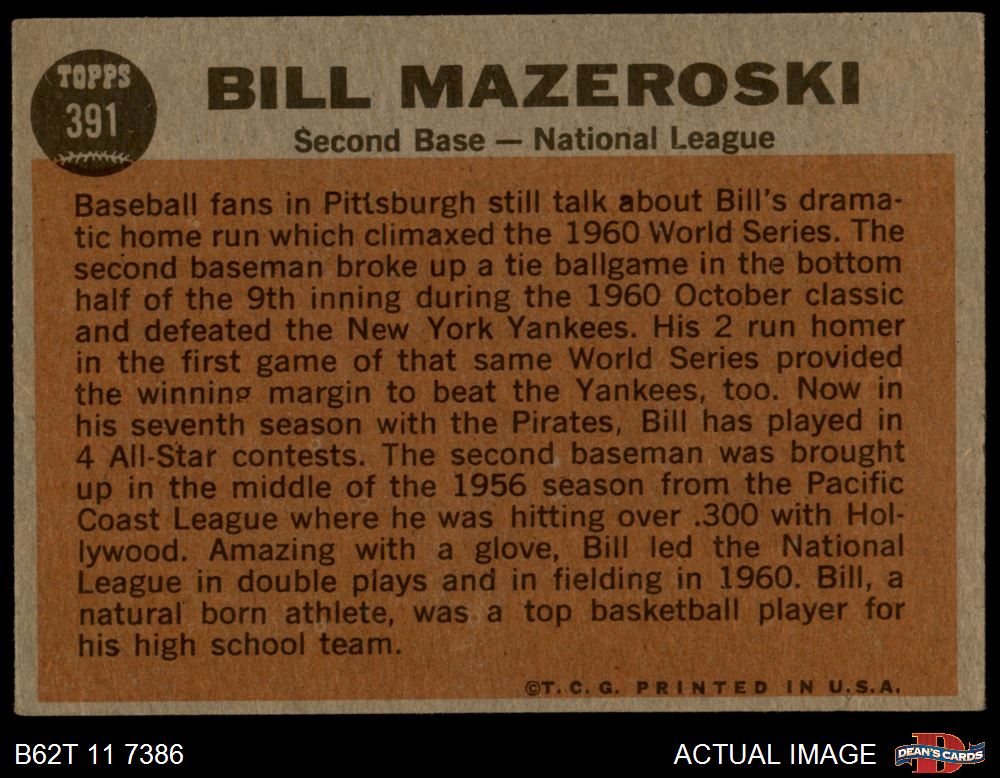 TOPPS
391
BILL MAZEROSKI
Second Base — National League
Baseball fans in Pittsburgh still talk about Bill's drama-
tic home run which climaxed the 1960 World Series. The
second baseman broke up a tie ballgame in the bottom
half of the 9th inning during the 1960 October classic
and defeated the New York Yankees. His 2 run homer
in the first game of that same World Series provided
the winning margin to beat the Yankees, too. Now in
his seventh season with the Pirates, Bill has played in
4 All-Star contests. The second baseman was brought
up in the middle of the 1956 season from the Pacific
Coast League where he was hitting over .300 with Hol-
lywood. Amazing with a glove, Bill led the National
League in double plays and in fielding in 1960. Bill, a
natural born athlete, was a top basketball player for
his high school team.
©T. C. G. PRINTED IN U.S.A.
B62T 11 7386
ACTUAL IMAGE
DEAN'S CARDS